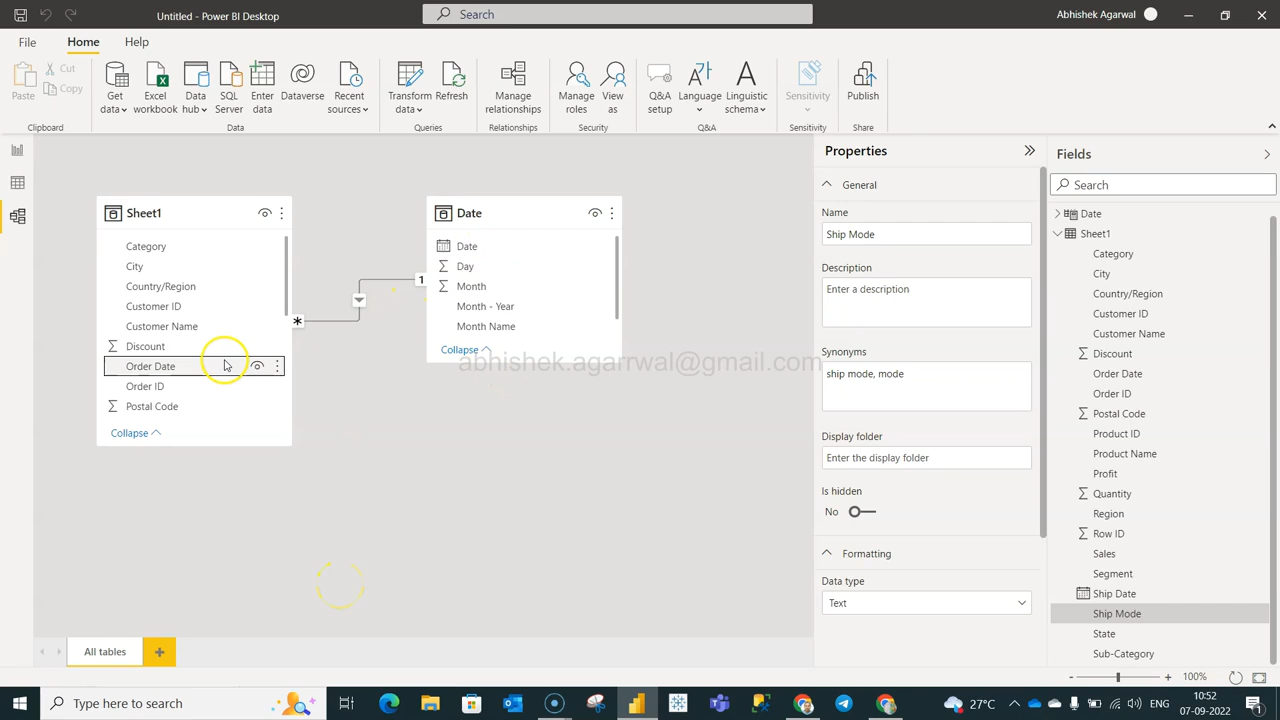 Untitled - Power BI Desktop
Search
Abhishek Agarwal
File
Home
Help
Paste
Cut
Copy
Get data
Excel workbook
Data hub
SQL Server
Enter data
Dataverse
Recent sources
Transform data
Refresh
Manage relationships
Manage roles
View as
Q&A setup
Language
Linguistic schema
Sensitivity
Publish
Clipboard
Data
Queries
Relationships
Security
Q&A
Sensitivity
Share
Sheet1
Category
City
Country/Region
Customer ID
Customer Name
Discount
Order Date
Order ID
Postal Code
Collapse
*
1
Date
Date
Day
Month
Month - Year
Month Name
Collapse
abhishek.agarrwal@gmail.com
Properties
General
Name
Ship Mode
Description
Enter a description
Synonyms
ship mode, mode
Display folder
Enter the display folder
Is hidden
No
Formatting
Data type
Text
Fields
Search
Date
Sheet1
Category
City
Country/Region
Customer ID
Customer Name
Discount
Order Date
Order ID
Postal Code
Product ID
Product Name
Profit
Quantity
Region
Row ID
Sales
Segment
Ship Date
Ship Mode
State
Sub-Category
All tables
100%
Type here to search
27°C
ENG
10:52
07-09-2022